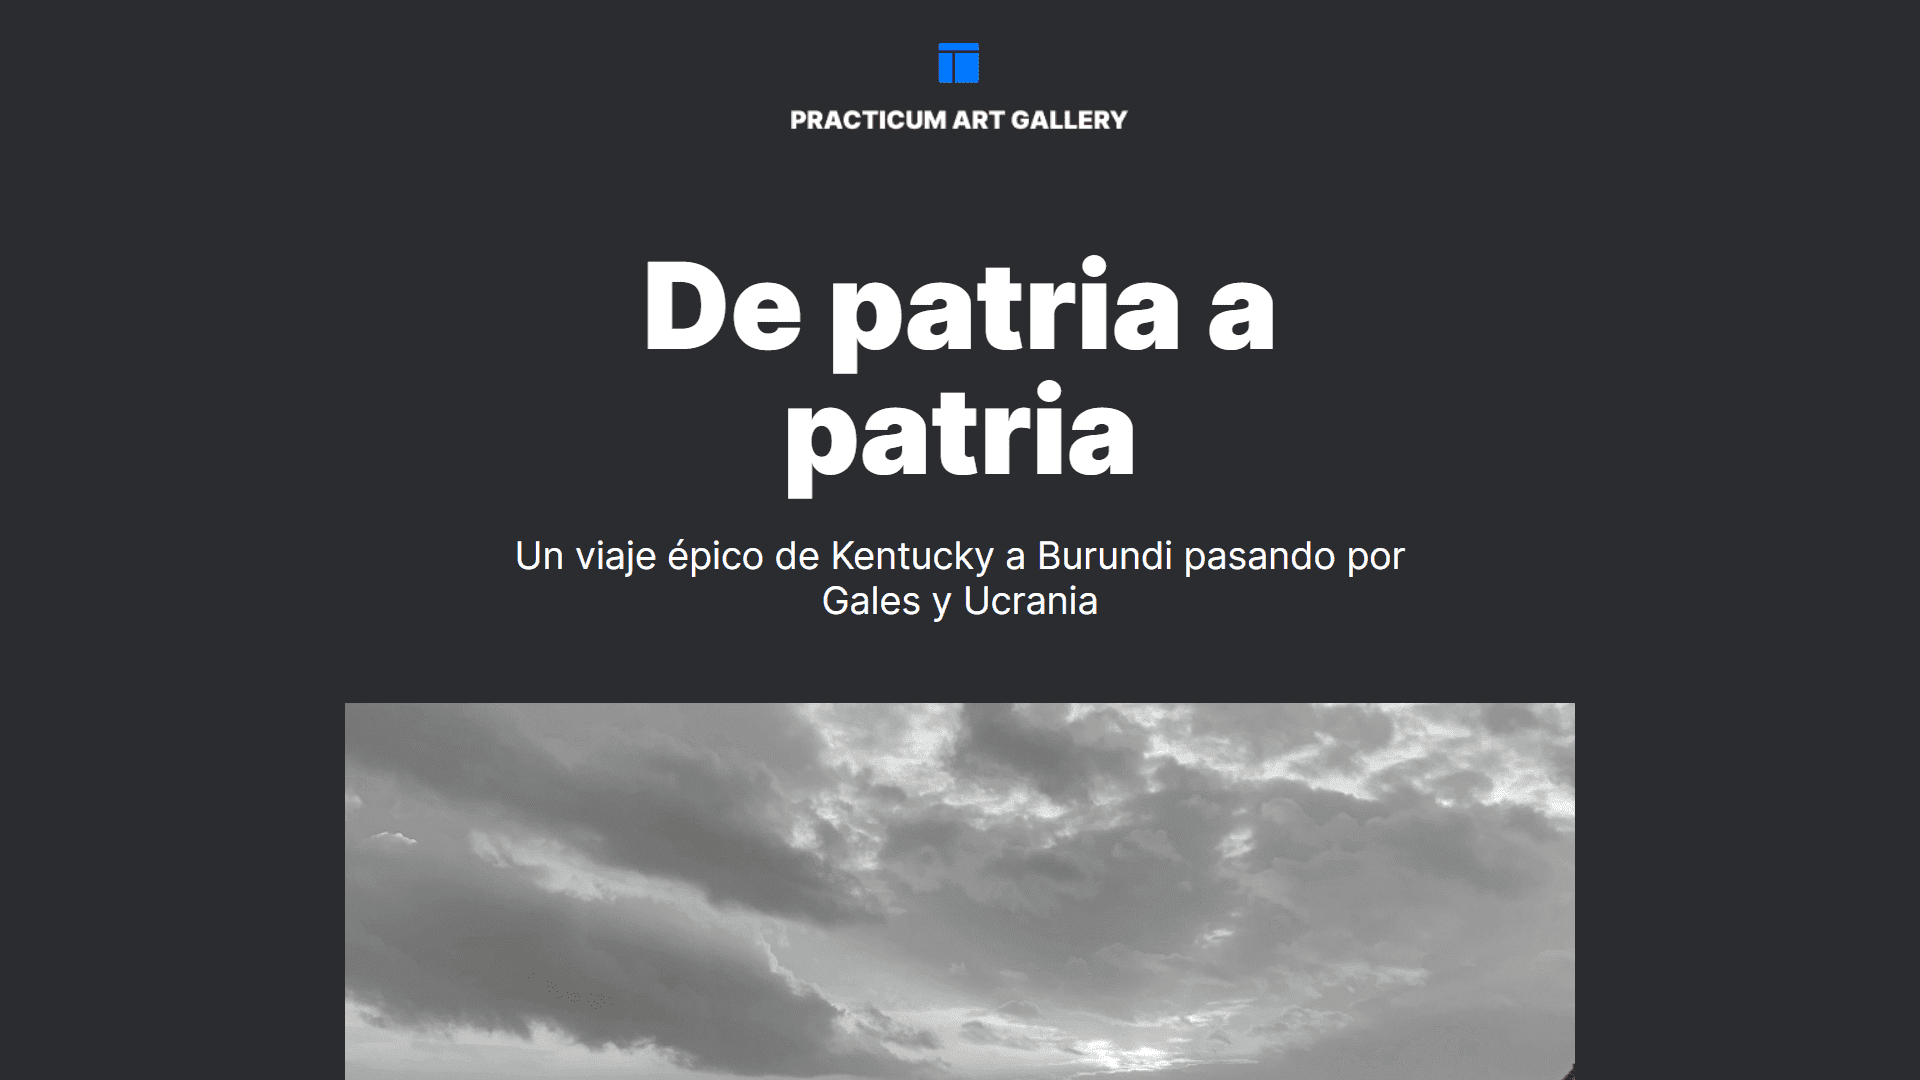 PRACTICUM ART GALLERY
De patria a
patria
Un viaje épico de Kentucky a Burundi pasando por
Gales y Ucrania